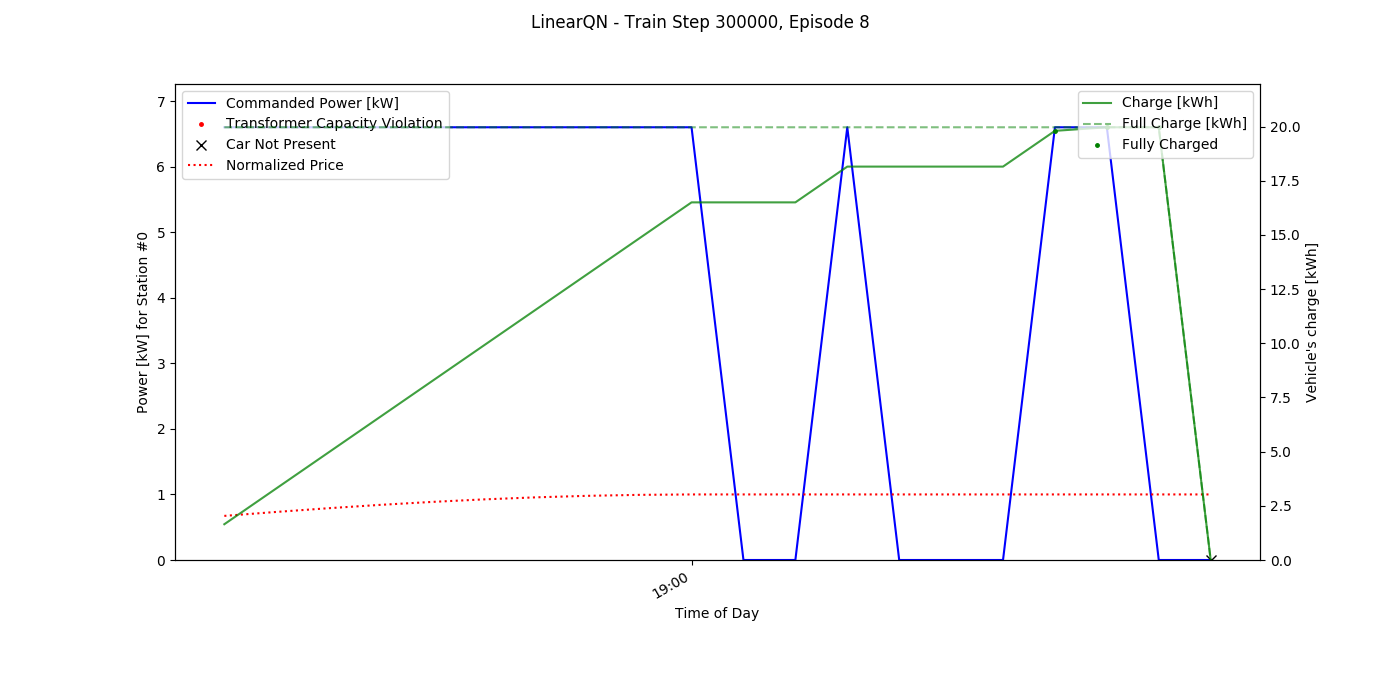 LinearQN - Train Step 300000, Episode 8
Commanded Power [kW]
Transformer Capacity Violation
Car Not Present
Normalized Price
Charge [kWh]
Full Charge [kWh]
Fully Charged
7
6
5
4
3
2
1
0
Power [kW] for Station #0
20.0
17.5
15.0
12.5
10.0
7.5
5.0
2.5
0.0
Vehicle's charge [kWh]
19:00
Time of Day